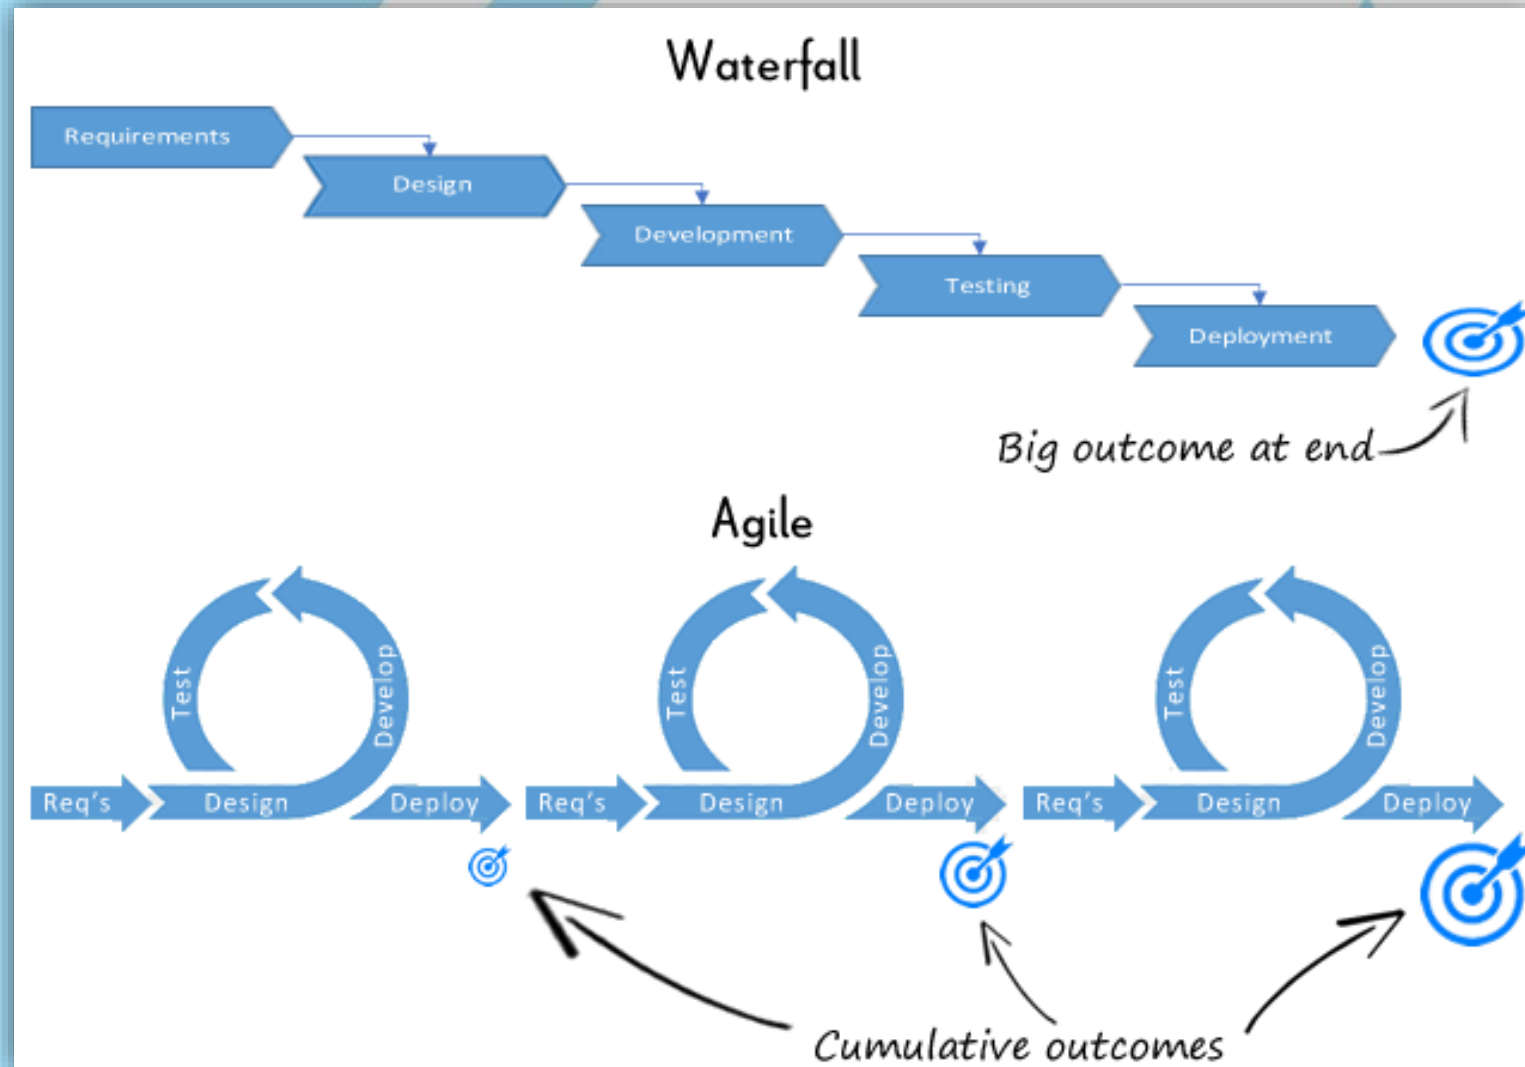 Waterfall
Requirements
Design
Development
Testing
Deployment
Big outcome at end
Agile
Test
Develop
Req's
Design
Deploy
Test
Develop
Req's
Design
Deploy
Test
Develop
Req's
Design
Deploy
Cumulative outcomes